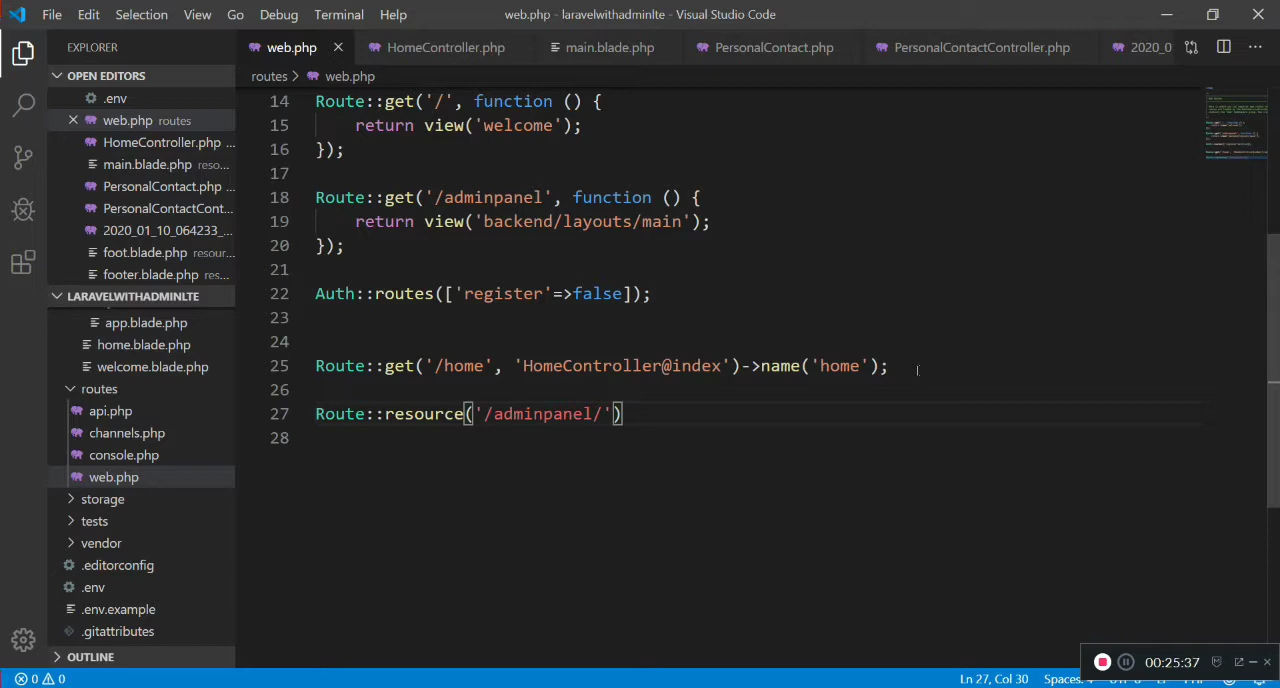 File Edit Selection View Go Debug Terminal Help
web.php - laravelwithadminlte - Visual Studio Code
EXPLORER
OPEN EDITORS
.env
web.php routes
HomeController.php ...
main.blade.php reso...
PersonalContact.php ...
PersonalContactCont...
2020_01_10_064233_...
foot.blade.php resour...
footer.blade.php res...
LARAVELWITHADMINLTE
app.blade.php
home.blade.php
welcome.blade.php
routes
api.php
channels.php
console.php
web.php
storage
tests
vendor
.editorconfig
.env
.env.example
.gitattributes
OUTLINE
web.php HomeController.php main.blade.php PersonalContact.php PersonalContactController.php 2020_0
routes > web.php
14 Route::get('/', function () {
15 return view('welcome');
16 });
17
18 Route::get('/adminpanel', function () {
19 return view('backend/layouts/main');
20 });
21
22 Auth::routes(['register'=>false]);
23
24
25 Route::get('/home', 'HomeController@index')->name('home');
26
27 Route::resource('/adminpanel/')
28
00:25:37
0 0
Ln 27, Col 30